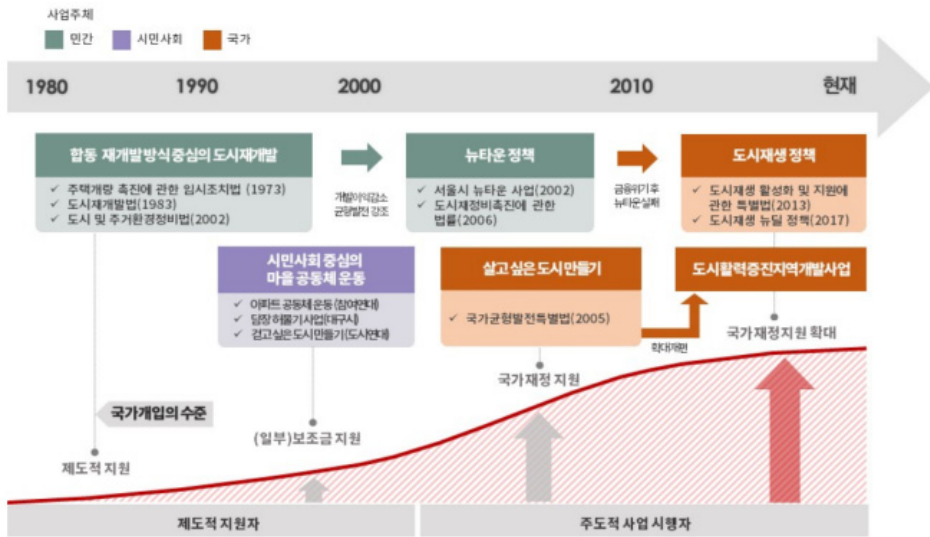 사업주체
민간 시민사회 국가
1980 1990 2000 2010 현재
합동 재개발 방식 중심의 도시재개발
✓ 주택개량 촉진에 관한 임시조치법 (1973)
✓ 도시재개발법(1983)
✓ 도시 및 주거환경정비법(2002)
개발이익감소
균형발전 강조
뉴타운 정책
✓ 서울시 뉴타운 사업(2002)
✓ 도시재정비촉진에 관한
법률(2006)
금융위기 후
뉴타운실패
도시재생 정책
✓ 도시재생 활성화 및 지원에
관한 특별법(2013)
✓ 도시재생 뉴딜 정책(2017)
시민사회 중심의
마을 공동체 운동
✓ 아파트 공동체 운동(참여연대)
✓ 담장 허물기 사업(대구시)
✓ 걷고 싶은 도시 만들기(도시연대)
살고 싶은 도시 만들기
✓ 국가균형발전특별법(2005)
확대개편
도시활력증진지역개발사업
국가재정지원 확대
국가재정 지원
국가개입의 수준
(일부)보조금 지원
제도적 지원
제도적 지원자
주도적 사업 시행자